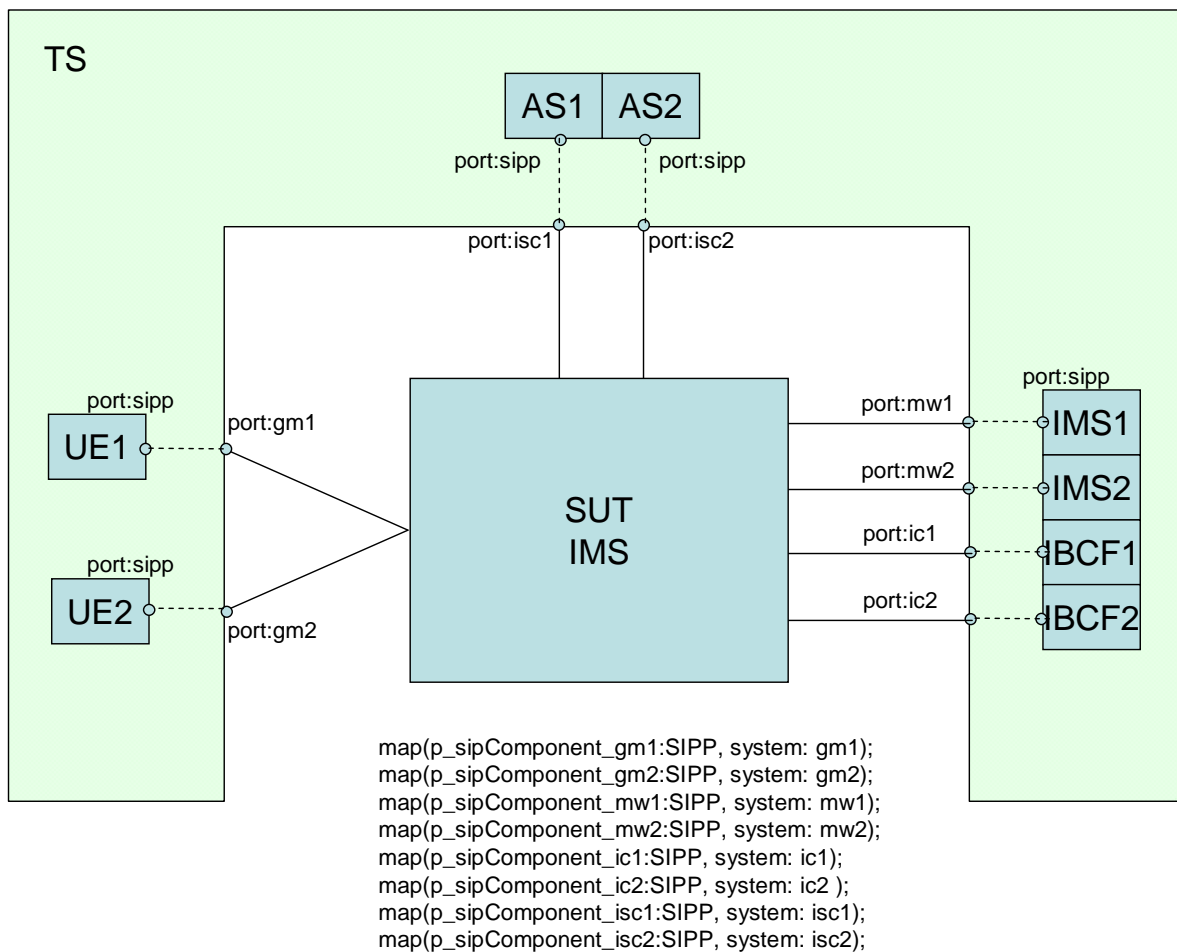 TS
AS1 AS2
port:sipp port:sipp
port:isc1 port:isc2
port:sipp
port:sipp port:gm1 port:mw1 IMS1
UE1
port:mw2 IMS2
SUT
IMS
port:ic1 IBCF1
port:sipp
port:ic2 IBCF2
UE2
port:gm2
map(p_sipComponent_gm1:SIPP, system: gm1);
map(p_sipComponent_gm2:SIPP, system: gm2);
map(p_sipComponent_mw1:SIPP, system: mw1);
map(p_sipComponent_mw2:SIPP, system: mw2);
map(p_sipComponent_ic1:SIPP, system: ic1);
map(p_sipComponent_ic2:SIPP, system: ic2 );
map(p_sipComponent_isc1:SIPP, system: isc1);
map(p_sipComponent_isc2:SIPP, system: isc2);